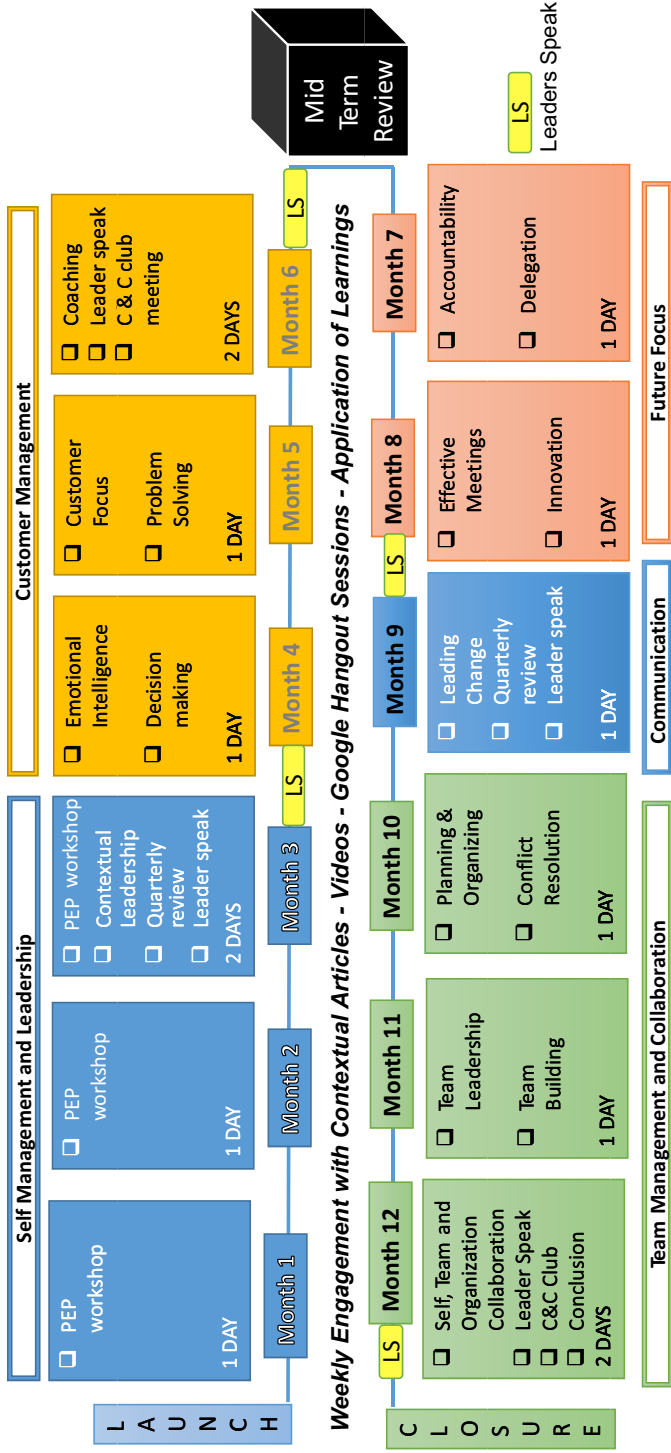 Self Management and Leadership
Customer Management
L
A
U
N
C
H
❑ PEP
workshop
1 DAY
❑ PEP
workshop
1 DAY
❑ PEP workshop
❑ Contextual
Leadership
❑ Quarterly
review
❑ Leader speak
2 DAYS
❑ Emotional
Intelligence
❑ Decision
making
1 DAY
❑ Customer
Focus
❑ Problem
Solving
1 DAY
❑ Coaching
❑ Leader speak
❑ C & C club
meeting
2 DAYS
Month 1
Month 2
Month 3
LS
Month 4
Month 5
Month 6
LS
Mid
Term
Review
Weekly Engagement with Contextual Articles - Videos - Google Hangout Sessions - Application of Learnings
LS
Month 12
Month 11
Month 10
Month 9
LS
Month 8
Month 7
C
L
O
S
U
R
E
❑ Self, Team and
Organization
Collaboration
❑ Leader Speak
❑ C&C Club
❑ Conclusion
2 DAYS
❑ Team
Leadership
❑ Team
Building
1 DAY
❑ Planning &
Organizing
❑ Conflict
Resolution
1 DAY
❑ Leading
Change
❑ Quarterly
review
❑ Leader speak
1 DAY
❑ Effective
Meetings
❑ Innovation
1 DAY
❑ Accountability
❑ Delegation
1 DAY
LS
Leaders Speak
Team Management and Collaboration
Communication
Future Focus